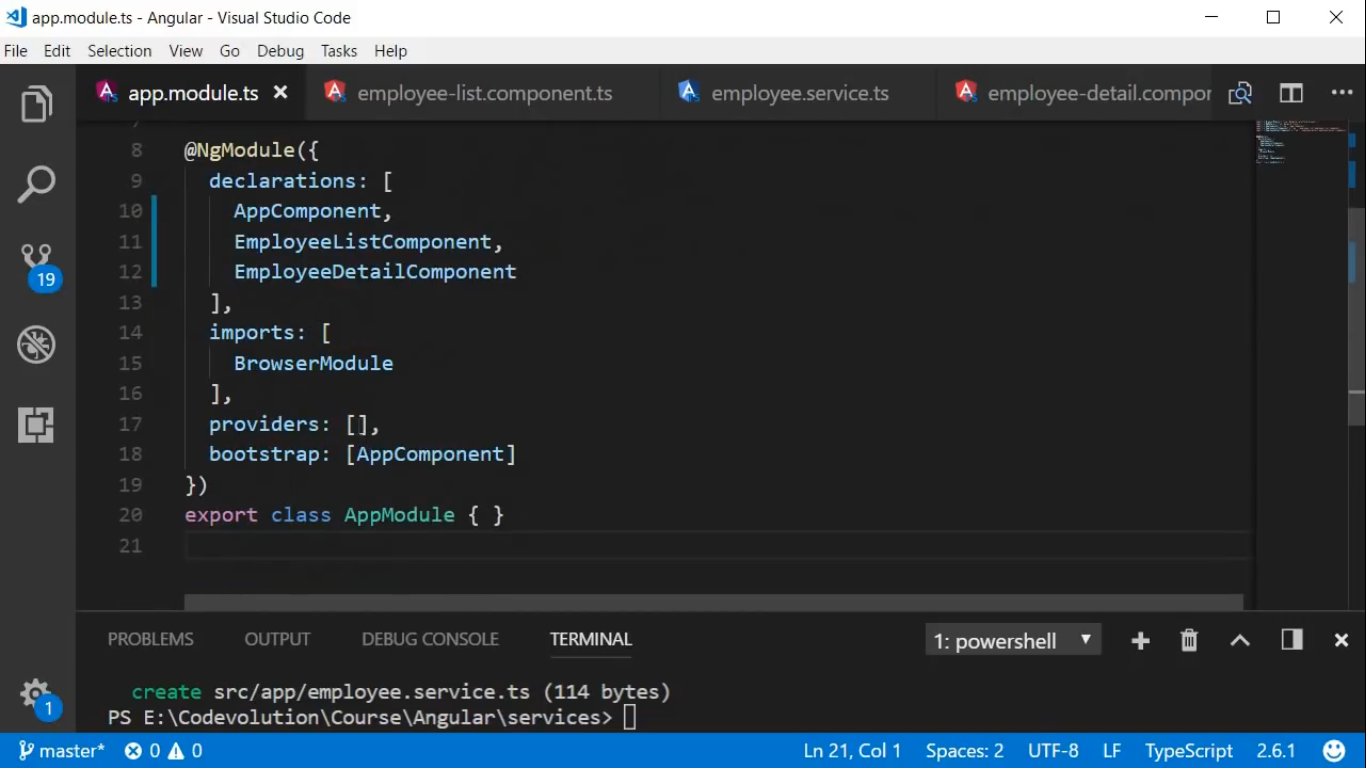 app.module.ts - Angular - Visual Studio Code
File Edit Selection View Go Debug Tasks Help
app.module.ts employee-list.component.ts employee.service.ts employee-detail.compor
8 @NgModule({
9 declarations: [
10 AppComponent,
11 EmployeeListComponent,
12 EmployeeDetailComponent
13 ],
14 imports: [
15 BrowserModule
16 ],
17 providers: [],
18 bootstrap: [AppComponent]
19 })
20 export class AppModule { }
21
19
PROBLEMS OUTPUT DEBUG CONSOLE TERMINAL 1: powershell
create src/app/employee.service.ts (114 bytes)
PS E:\Codevolution\Course\Angular\services>
1
master* 0 0 Ln 21, Col 1 Spaces: 2 UTF-8 LF TypeScript 2.6.1